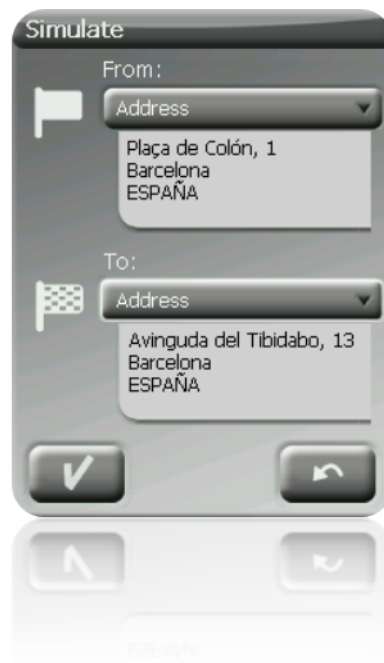 Simulate
From:
Address
Plaça de Colón, 1
Barcelona
ESPAÑA
To:
Address
Avinguda del Tibidabo, 13
Barcelona
ESPAÑA